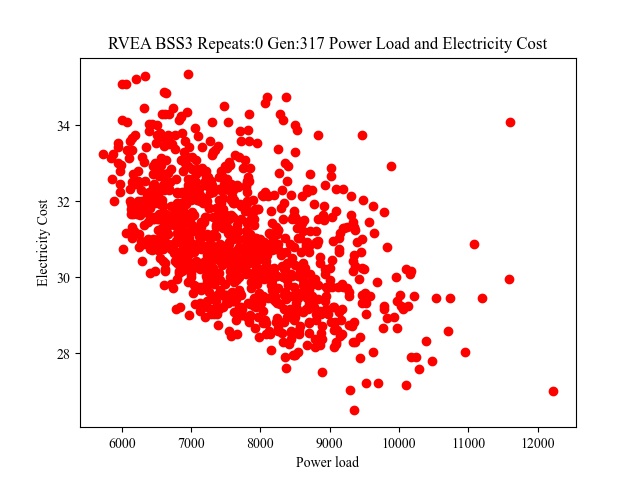 RVEA BSS3 Repeats:0 Gen:317 Power Load and Electricity Cost
34
32
30
28
Electricity Cost
6000 7000 8000 9000 10000 11000 12000
Power load